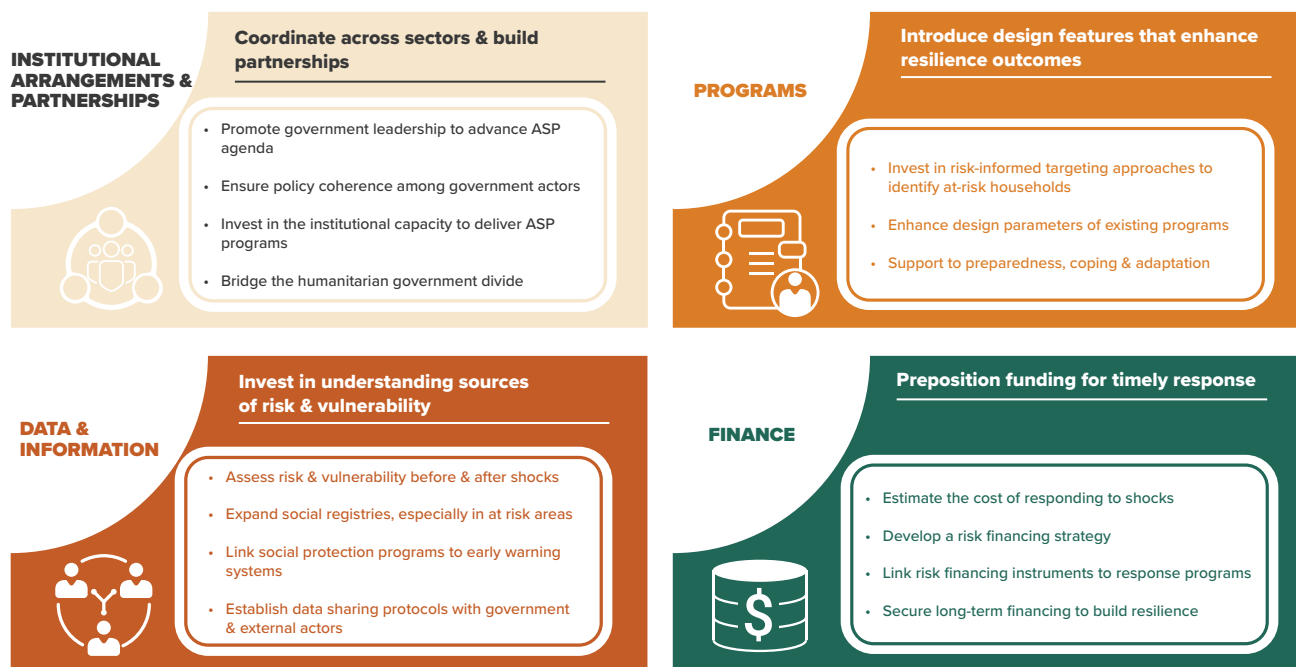 INSTITUTIONAL
ARRANGEMENTS &
PARTNERSHIPS
Coordinate across sectors & build
partnerships
• Promote government leadership to advance ASP
agenda
• Ensure policy coherence among government actors
• Invest in the institutional capacity to deliver ASP
programs
• Bridge the humanitarian government divide
PROGRAMS
Introduce design features that enhance
resilience outcomes
• Invest in risk-informed targeting approaches to
identify at-risk households
• Enhance design parameters of existing programs
• Support to preparedness, coping & adaptation
DATA &
INFORMATION
Invest in understanding sources
of risk & vulnerability
• Assess risk & vulnerability before & after shocks
• Expand social registries, especially in at risk areas
• Link social protection programs to early warning
systems
• Establish data sharing protocols with government
& external actors
FINANCE
Preposition funding for timely response
• Estimate the cost of responding to shocks
• Develop a risk financing strategy
• Link risk financing instruments to response programs
• Secure long-term financing to build resilience
$